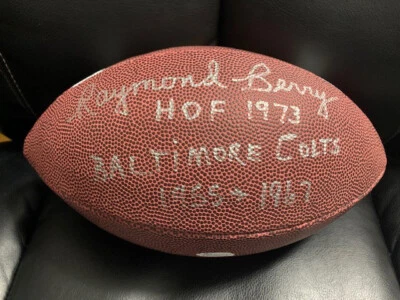 Raymond Berry
HOF 1973
BALTIMORE COLTS
1955→1967